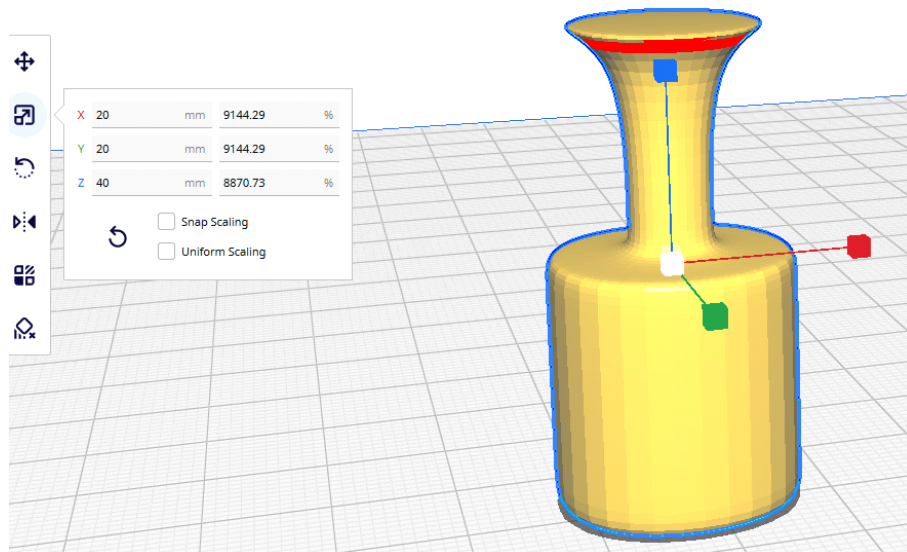 X 20 mm 9144.29 %
Y 20 mm 9144.29 %
Z 40 mm 8870.73 %
Snap Scaling
Uniform Scaling